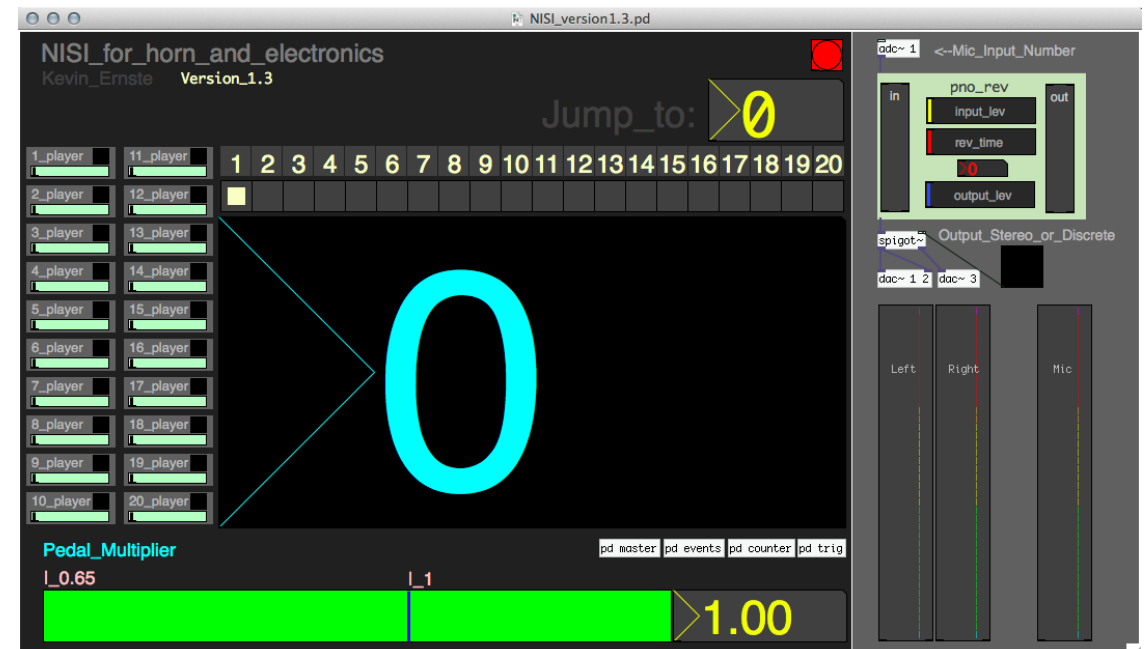 NISI_version1.3.pd
NISI_for_horn_and_electronics
Kevin_Ernste Version_1.3
Jump_to: 0
1_player 11_player
2_player 12_player
3_player 13_player
4_player 14_player
5_player 15_player
6_player 16_player
7_player 17_player
8_player 18_player
9_player 19_player
10_player 20_player
1 2 3 4 5 6 7 8 9 10 11 12 13 14 15 16 17 18 19 20
0
Pedal_Multiplier
pd master pd events pd counter pd trig
l_0.65 l_1
1.00
adc~ 1 <--Mic_Input_Number
pno_rev
in out
input_lev
rev_time
0
output_lev
spigot~ Output_Stereo_or_Discrete
dac~ 1 2 dac~ 3
Left Right Mic